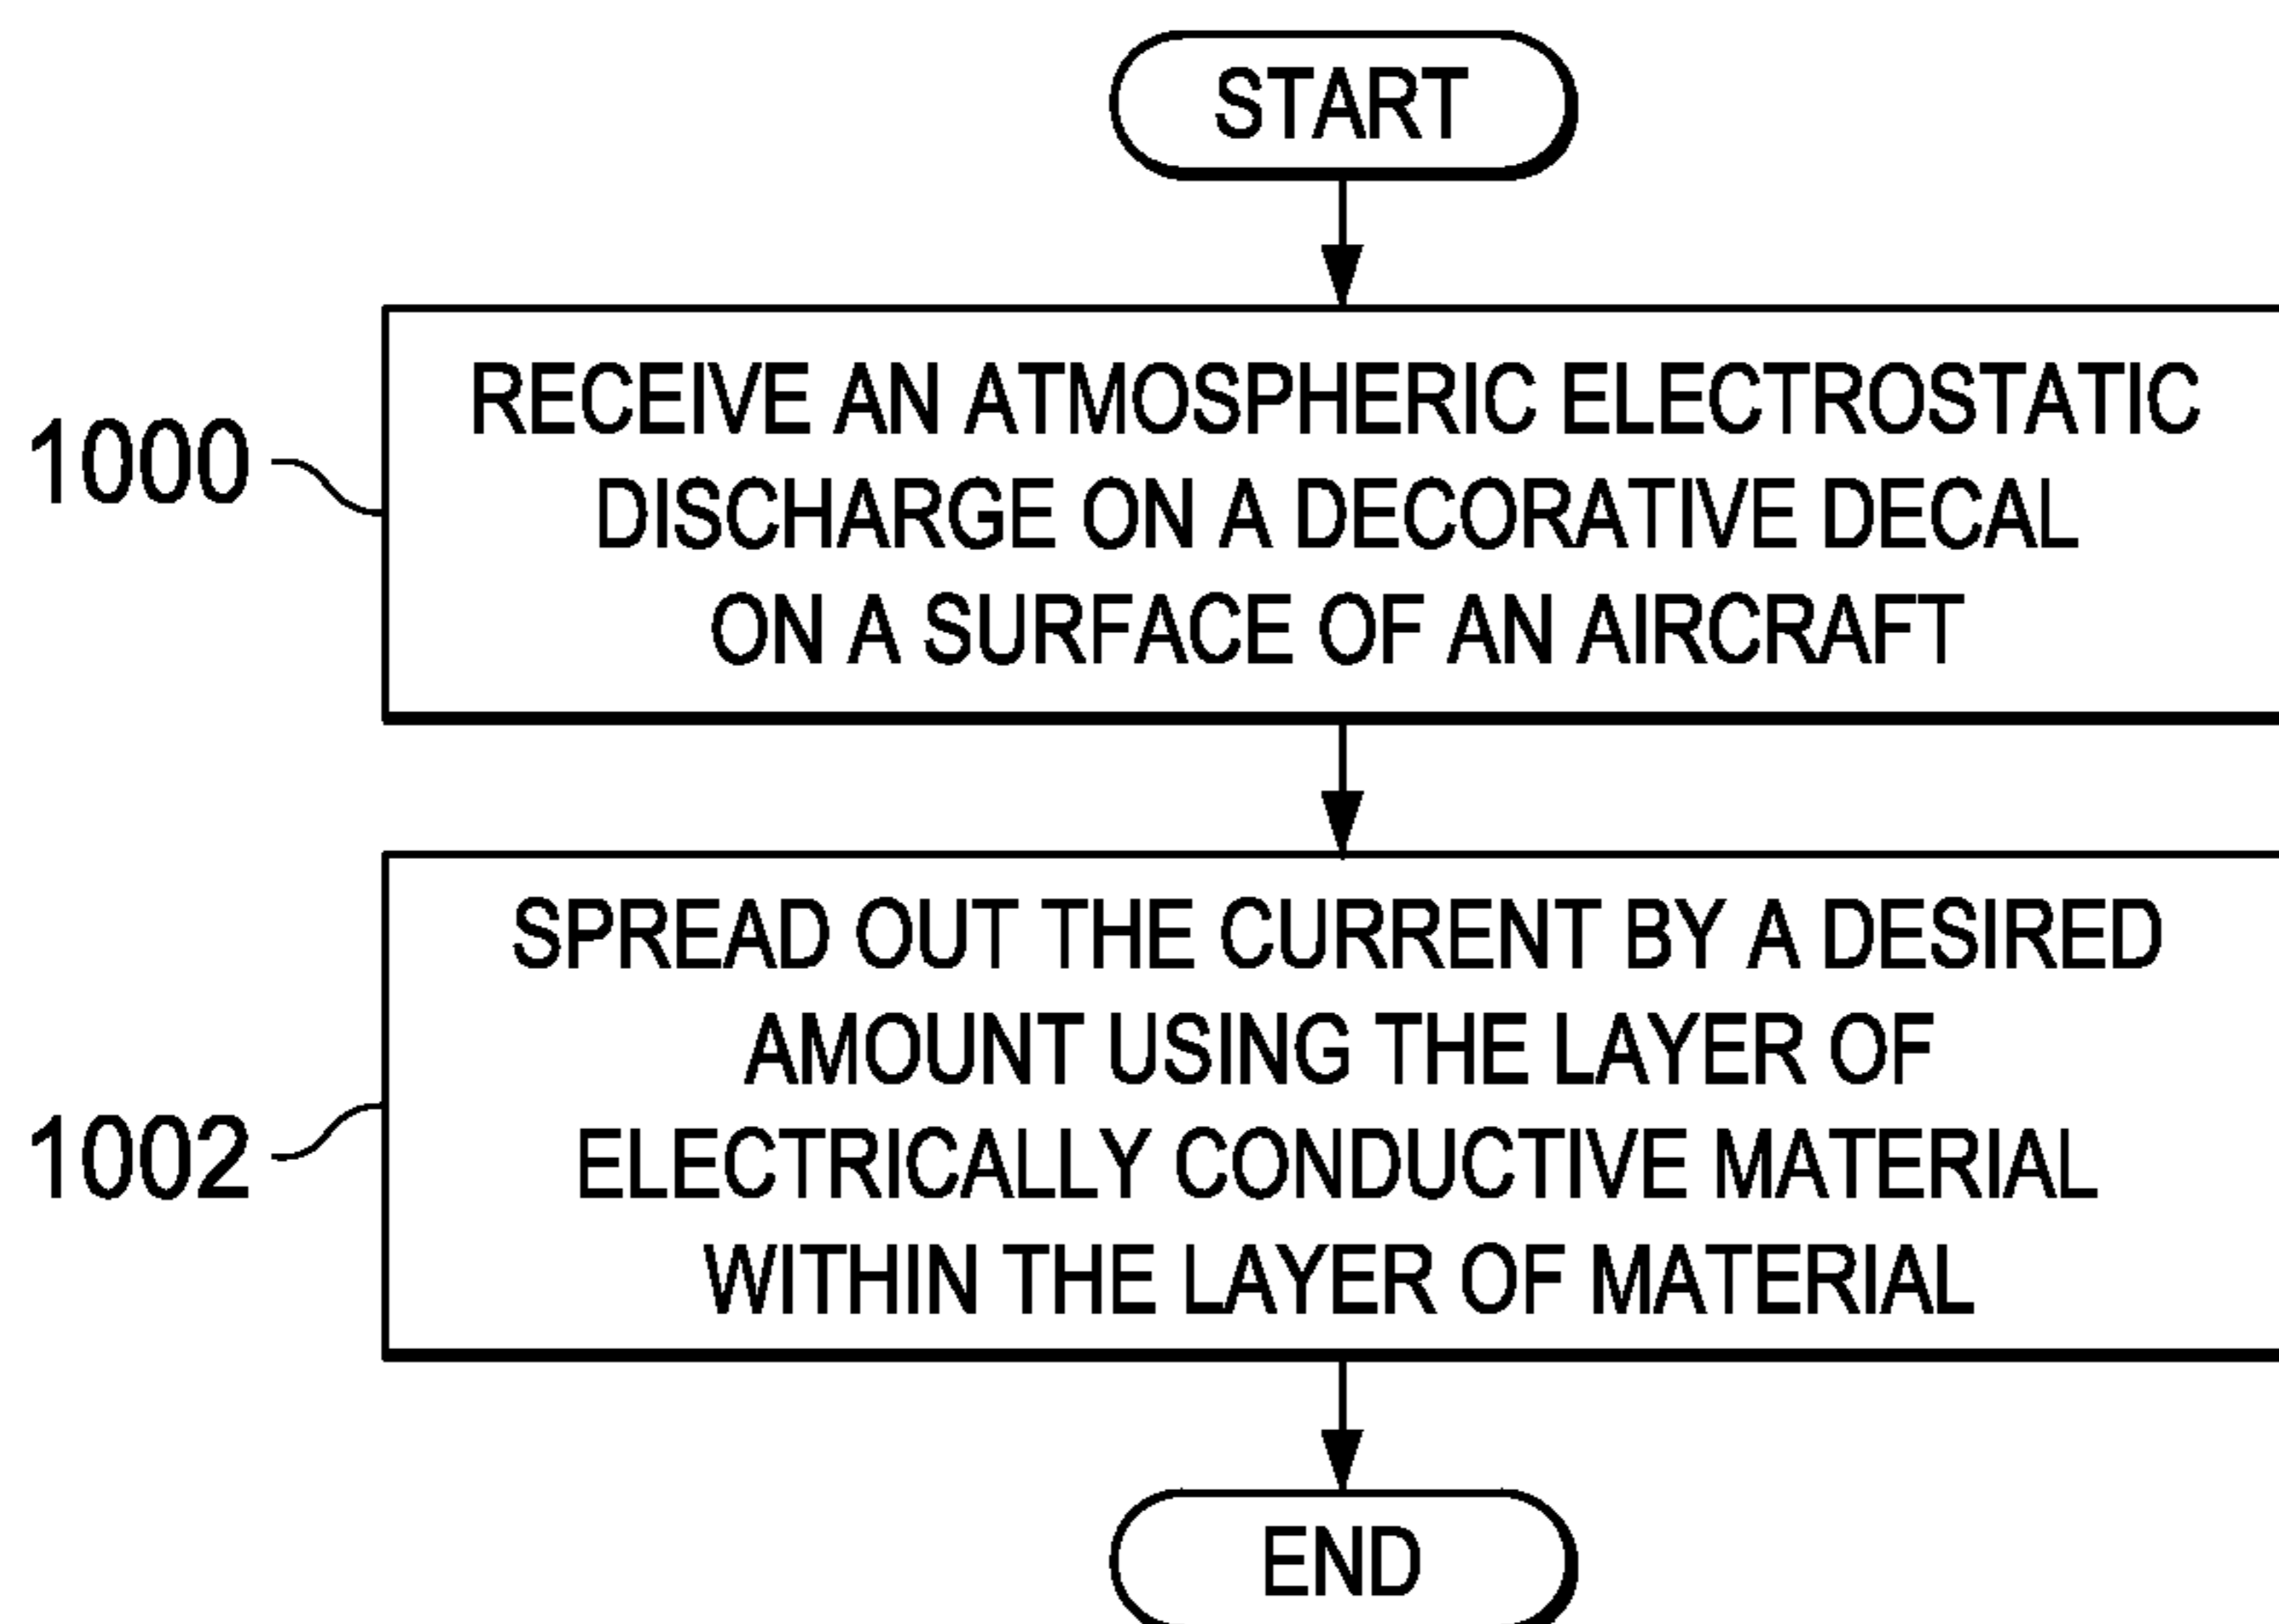 START
1000
RECEIVE AN ATMOSPHERIC ELECTROSTATIC
DISCHARGE ON A DECORATIVE DECAL
ON A SURFACE OF AN AIRCRAFT
1002
SPREAD OUT THE CURRENT BY A DESIRED
AMOUNT USING THE LAYER OF
ELECTRICALLY CONDUCTIVE MATERIAL
WITHIN THE LAYER OF MATERIAL
END